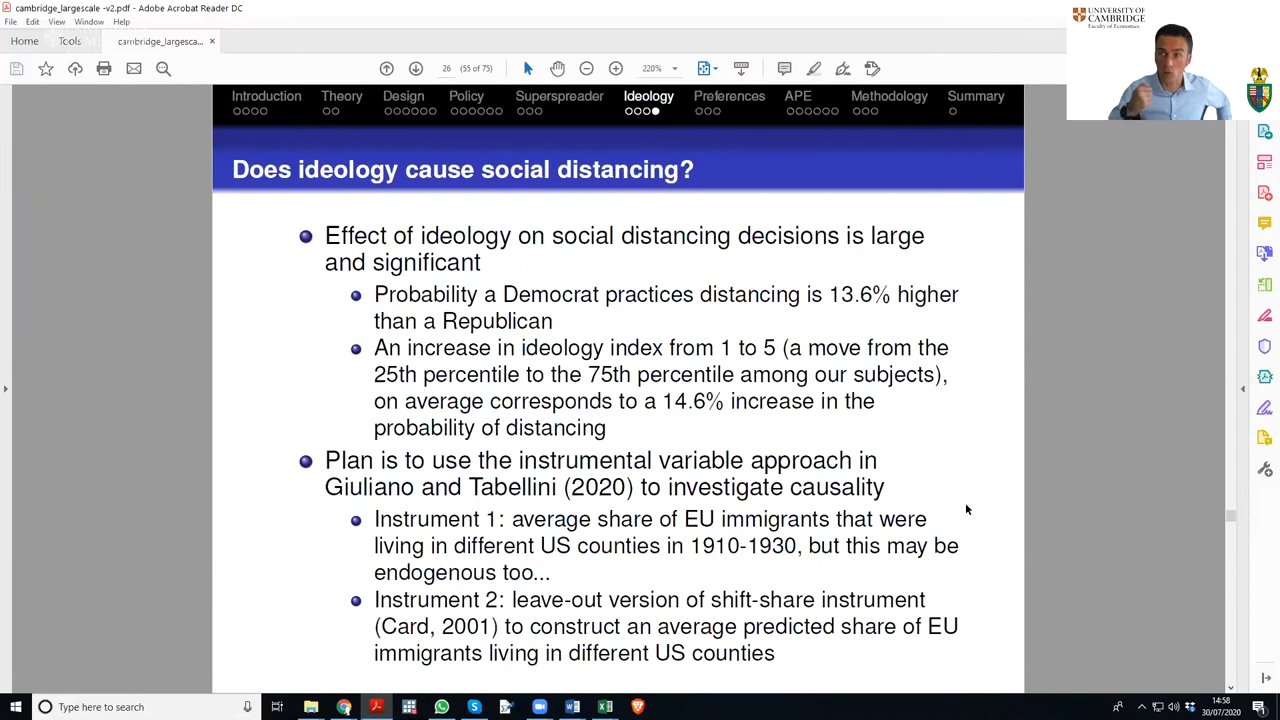 cambridge_largescale -v2.pdf - Adobe Acrobat Reader DC
File Edit View Window Help
Home Tools cambridge_largesca... ×
26 (55 of 75) 220%
UNIVERSITY OF
CAMBRIDGE
Faculty of Economics
Introduction Theory Design Policy Superspreader Ideology Preferences APE Methodology Summary
Does ideology cause social distancing?
Effect of ideology on social distancing decisions is large
and significant
Probability a Democrat practices distancing is 13.6% higher
than a Republican
An increase in ideology index from 1 to 5 (a move from the
25th percentile to the 75th percentile among our subjects),
on average corresponds to a 14.6% increase in the
probability of distancing
Plan is to use the instrumental variable approach in
Giuliano and Tabellini (2020) to investigate causality
Instrument 1: average share of EU immigrants that were
living in different US counties in 1910-1930, but this may be
endogenous too...
Instrument 2: leave-out version of shift-share instrument
(Card, 2001) to construct an average predicted share of EU
immigrants living in different US counties
Type here to search
14:58
30/07/2020